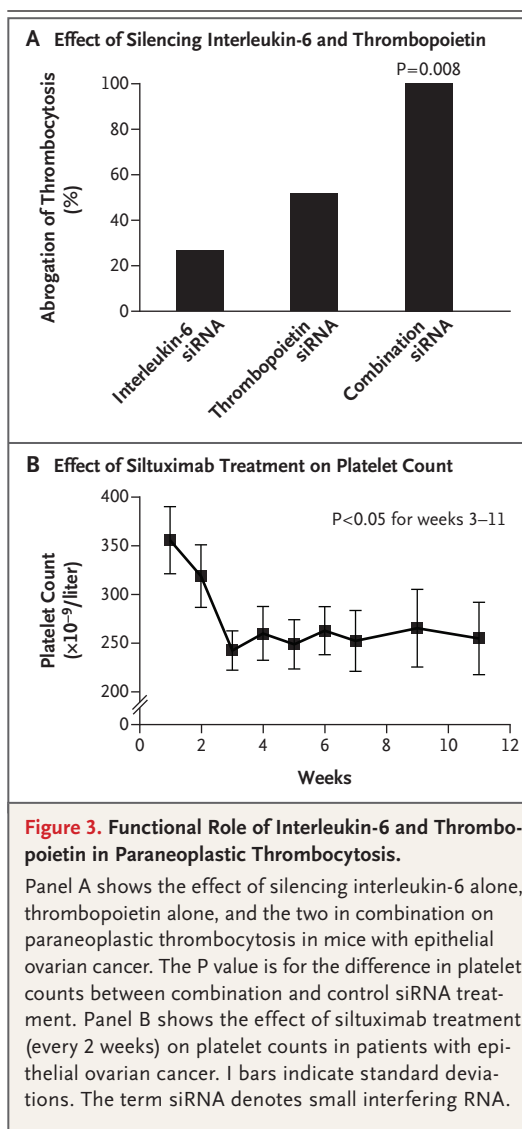 A Effect of Silencing Interleukin-6 and Thrombopoietin
P=0.008
Abrogation of Thrombocytosis
(%)
100
80
60
40
20
0
Interleukin-6
siRNA
Thrombopoietin
siRNA
Combination
siRNA
B Effect of Siltuximab Treatment on Platelet Count
P<0.05 for weeks 3–11
Platelet Count
(×10⁻⁹/liter)
400
350
300
250
200
0
0 2 4 6 8 10 12
Weeks
Figure 3. Functional Role of Interleukin-6 and Thrombo-
poietin in Paraneoplastic Thrombocytosis.
Panel A shows the effect of silencing interleukin-6 alone,
thrombopoietin alone, and the two in combination on
paraneoplastic thrombocytosis in mice with epithelial
ovarian cancer. The P value is for the difference in platelet
counts between combination and control siRNA treat-
ment. Panel B shows the effect of siltuximab treatment
(every 2 weeks) on platelet counts in patients with epi-
thelial ovarian cancer. I bars indicate standard devia-
tions. The term siRNA denotes small interfering RNA.